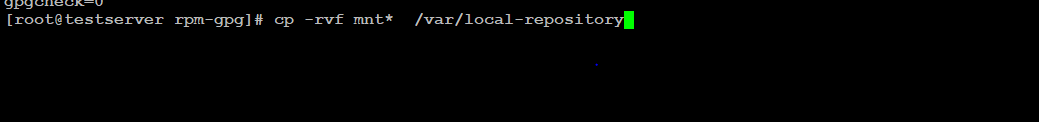 gpgcheck=0
[root@testserver rpm-gpg]# cp -rvf mnt*  /var/local-repository